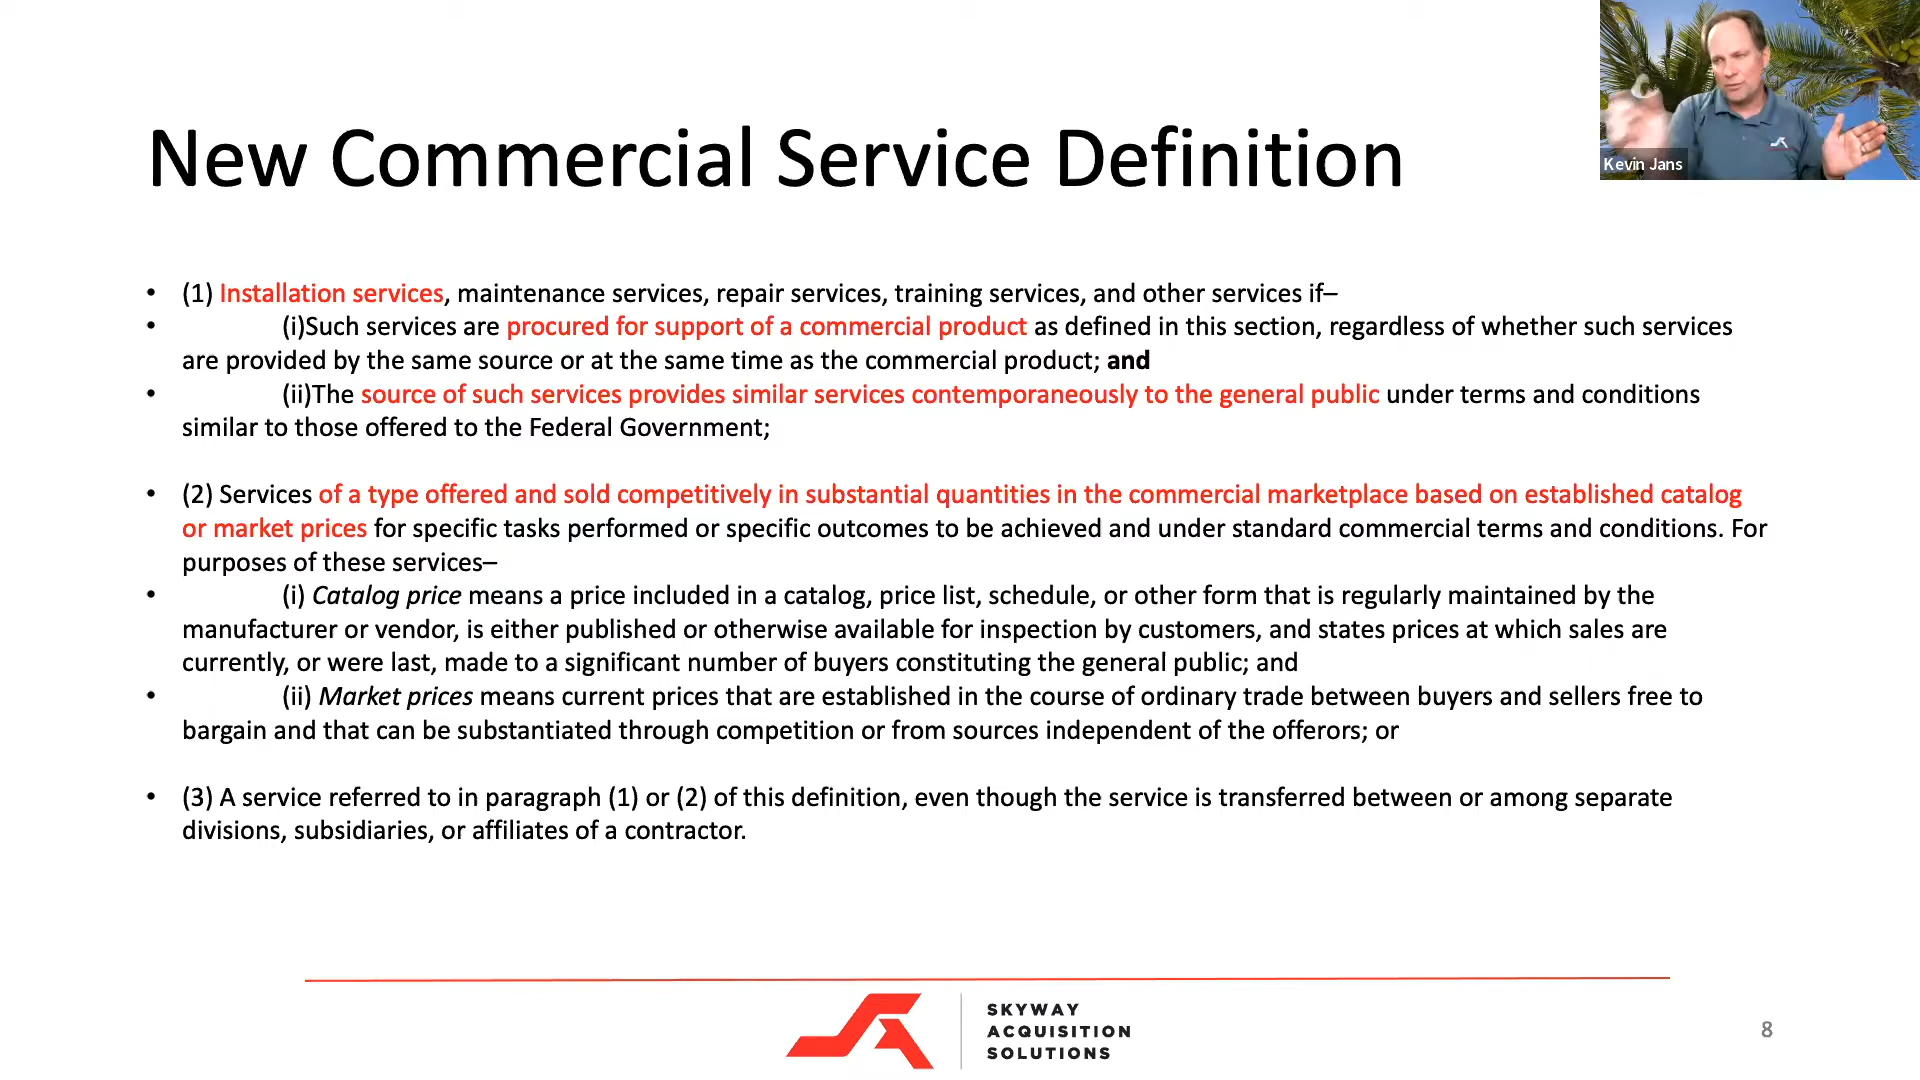 New Commercial Service Definition
Kevin Jans
• (1) Installation services, maintenance services, repair services, training services, and other services if–
• (i)Such services are procured for support of a commercial product as defined in this section, regardless of whether such services
are provided by the same source or at the same time as the commercial product; and
• (ii)The source of such services provides similar services contemporaneously to the general public under terms and conditions
similar to those offered to the Federal Government;
• (2) Services of a type offered and sold competitively in substantial quantities in the commercial marketplace based on established catalog
or market prices for specific tasks performed or specific outcomes to be achieved and under standard commercial terms and conditions. For
purposes of these services–
• (i) Catalog price means a price included in a catalog, price list, schedule, or other form that is regularly maintained by the
manufacturer or vendor, is either published or otherwise available for inspection by customers, and states prices at which sales are
currently, or were last, made to a significant number of buyers constituting the general public; and
• (ii) Market prices means current prices that are established in the course of ordinary trade between buyers and sellers free to
bargain and that can be substantiated through competition or from sources independent of the offerors; or
• (3) A service referred to in paragraph (1) or (2) of this definition, even though the service is transferred between or among separate
divisions, subsidiaries, or affiliates of a contractor.
SKYWAY
ACQUISITION
SOLUTIONS
8